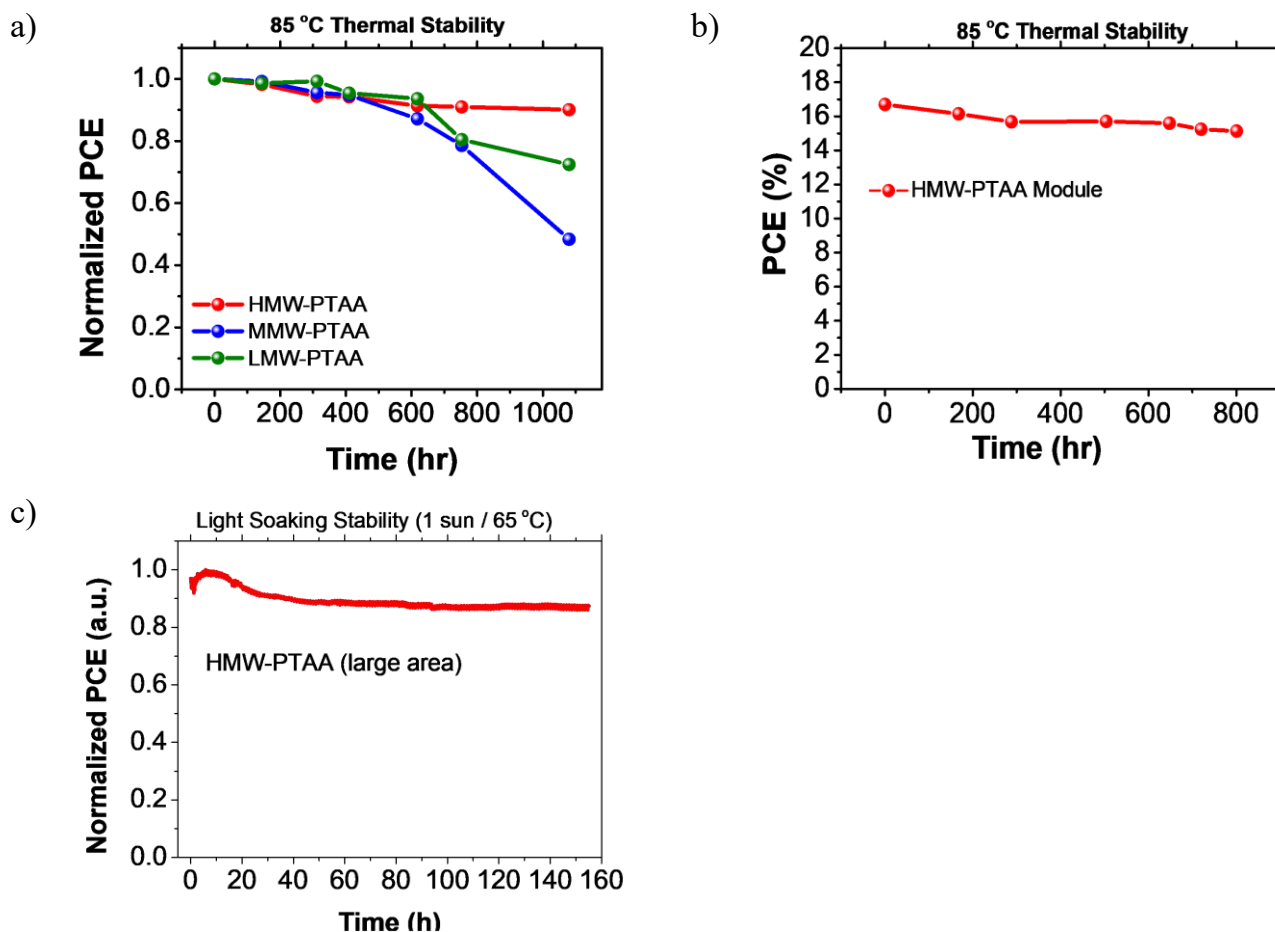 a)
85 °C Thermal Stability
Normalized PCE
1.0
0.8
0.6
0.4
0.2
0.0
HMW-PTAA
MMW-PTAA
LMW-PTAA
0 200 400 600 800 1000
Time (hr)
b)
85 °C Thermal Stability
PCE (%)
20
18
16
14
12
10
8
6
4
2
0
HMW-PTAA Module
0 200 400 600 800
Time (hr)
c)
Light Soaking Stability (1 sun / 65 °C)
Normalized PCE (a.u.)
1.0
0.8
0.6
0.4
0.2
0.0
HMW-PTAA (large area)
0 20 40 60 80 100 120 140 160
Time (h)